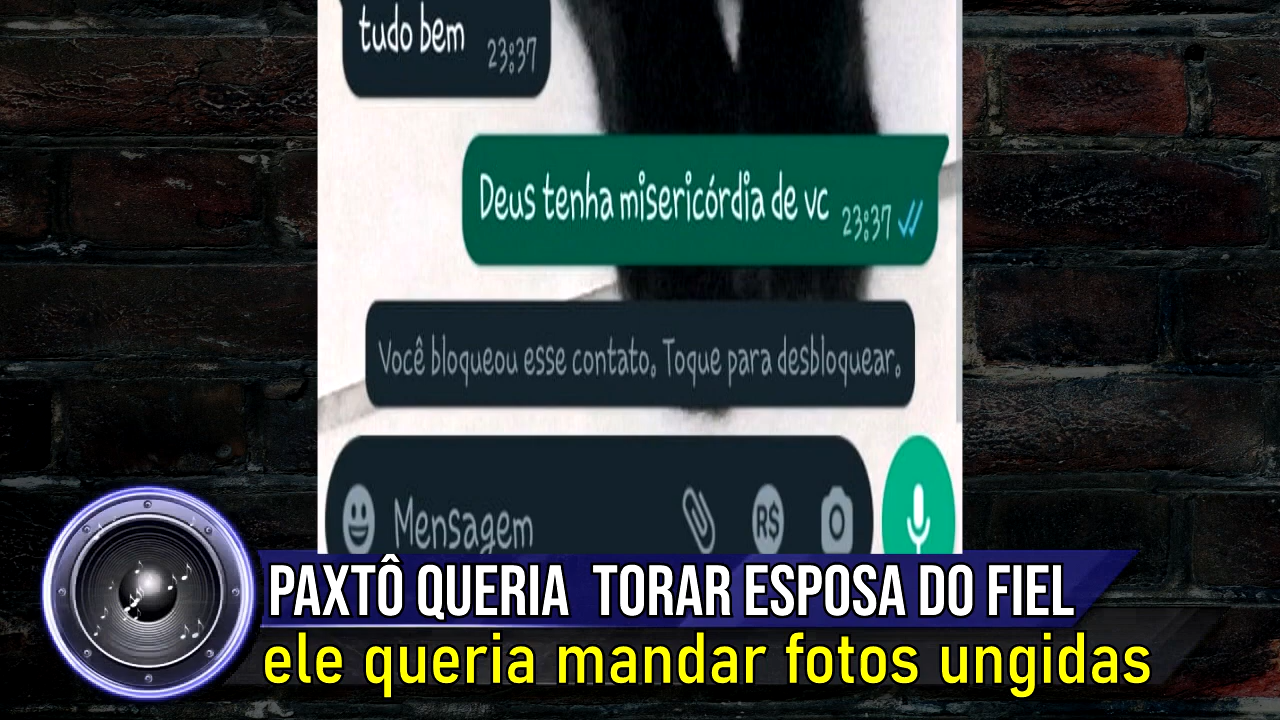 tudo bem 23:37
Deus tenha misericórdia de vc 23:37
Você bloqueou esse contato. Toque para desbloquear.
Mensagem R$
PAXTÔ QUERIA TORAR ESPOSA DO FIEL
ele queria mandar fotos ungidas